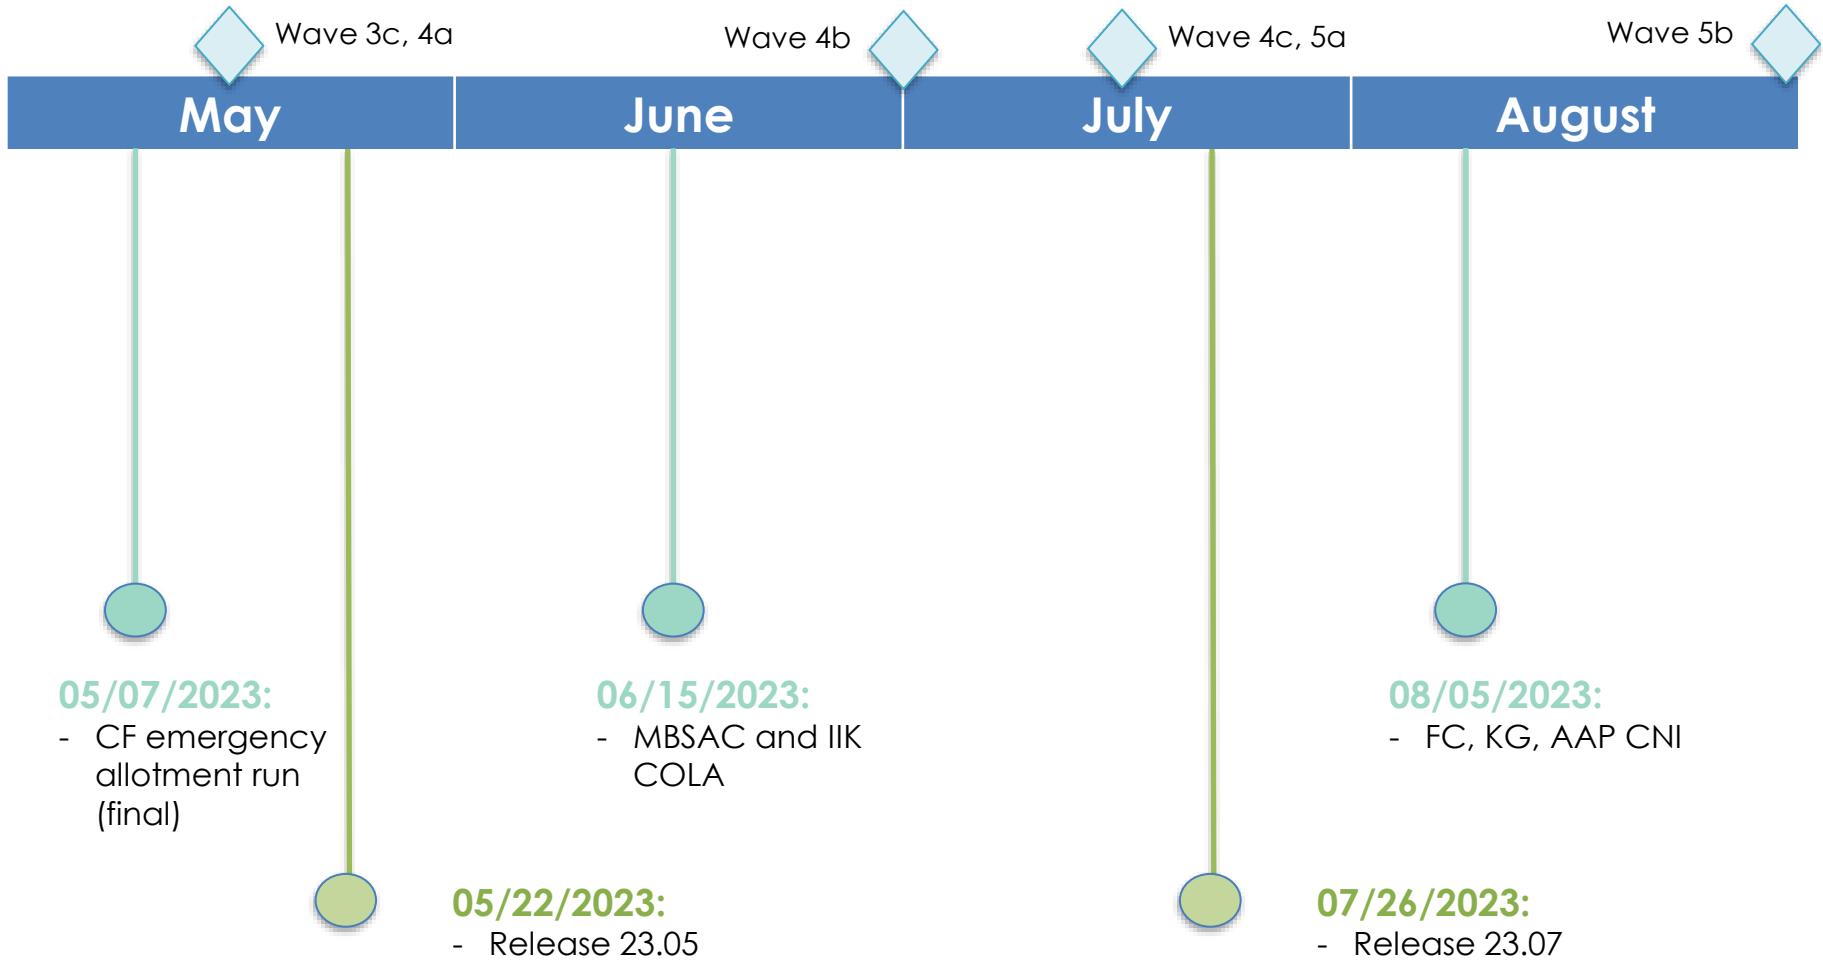 Wave 3c, 4a
Wave 4b
Wave 4c, 5a
Wave 5b
May
June
July
August
05/07/2023:
- CF emergency
allotment run
(final)
06/15/2023:
- MBSAC and IIK
COLA
08/05/2023:
- FC, KG, AAP CNI
05/22/2023:
- Release 23.05
07/26/2023:
- Release 23.07